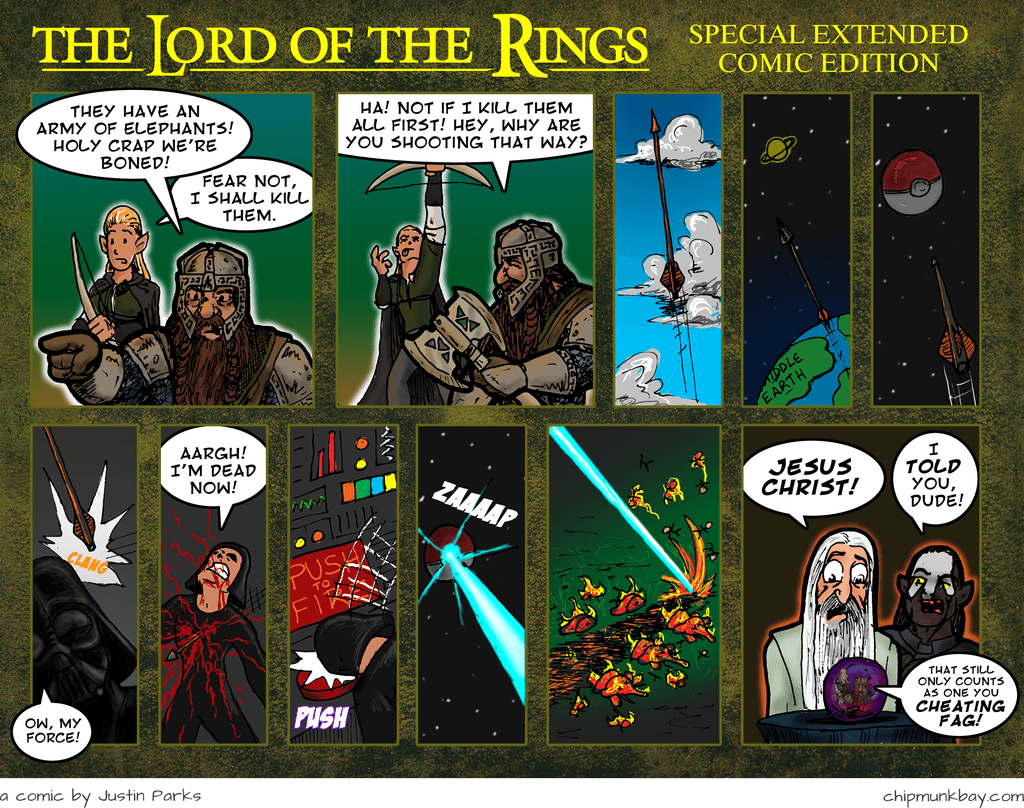 THE LORD OF THE RINGS
SPECIAL EXTENDED
COMIC EDITION
THEY HAVE AN
ARMY OF ELEPHANTS!
HOLY CRAP WE'RE
BONED!
FEAR NOT,
I SHALL KILL
THEM.
HA! NOT IF I KILL THEM
ALL FIRST! HEY, WHY ARE
YOU SHOOTING THAT WAY?
MIDDLE
EARTH
CLANG
OW, MY
FORCE!
AARGH!
I'M DEAD
NOW!
PUSH
TO
FIRE
PUSH
ZAAAAP
JESUS
CHRIST!
I
TOLD
YOU,
DUDE!
THAT STILL
ONLY COUNTS
AS ONE YOU
CHEATING
FAG!
a comic by Justin Parks
chipmunkbay.com